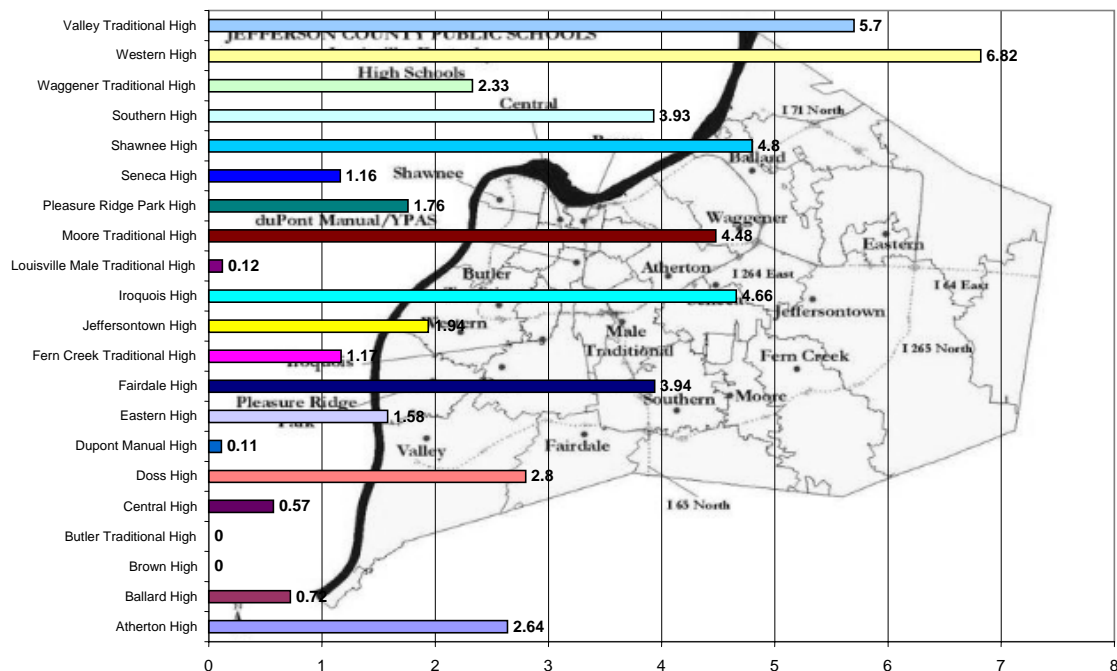 Valley Traditional High 5.7
JEFFERSON COUNTY PUBLIC SCHOOLS
Western High 6.82
High Schools
Waggener Traditional High 2.33
Central
I 71 North
Southern High 3.93
Shawnee High 4.8
Ballard
Shawnee
Seneca High 1.16
Pleasure Ridge Park High 1.76
duPont Manual/YPAS
Waggener
Moore Traditional High 4.48
Eastern
Louisville Male Traditional High 0.12
Butler
Atherton
I 264 East
I 64 East
Iroquois High 4.66
Jeffersontown
Jeffersontown High 1.94
Western
Male
Traditional
I 265 North
Fern Creek Traditional High 1.17
Fern Creek
Iroquois
Fairdale High 3.94
Pleasure Ridge
Park
Southern
Moore
Eastern High 1.58
Valley
Fairdale
Dupont Manual High 0.11
Doss High 2.8
I 65 North
Central High 0.57
Butler Traditional High 0
Brown High 0
Ballard High 0.72
Atherton High 2.64
0 1 2 3 4 5 6 7 8